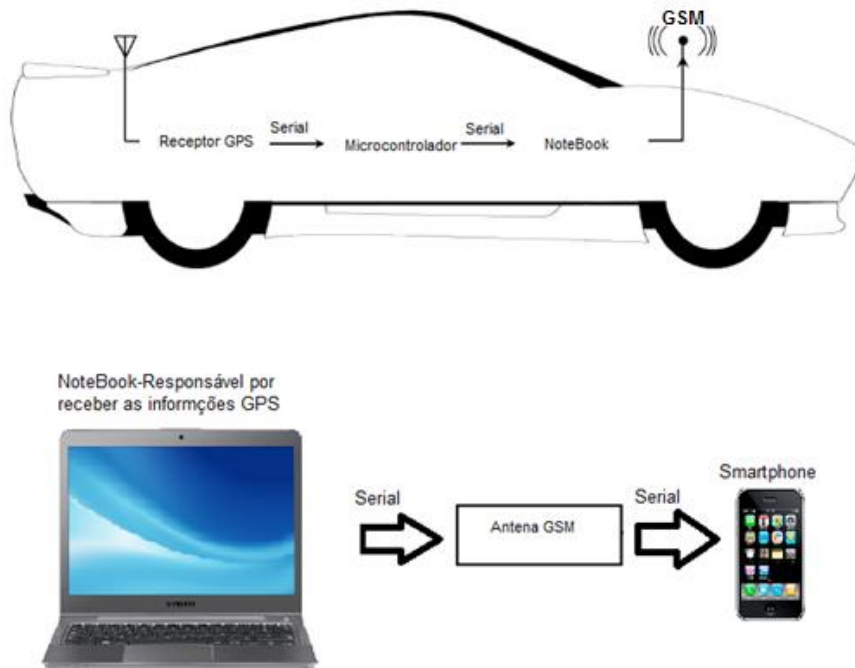 GSM
Serial
Serial
Receptor GPS
Microcontrolador
NoteBook
NoteBook-Responsável por
receber as informções GPS
Smartphone
Serial
Serial
Antena GSM
SAMSUNG